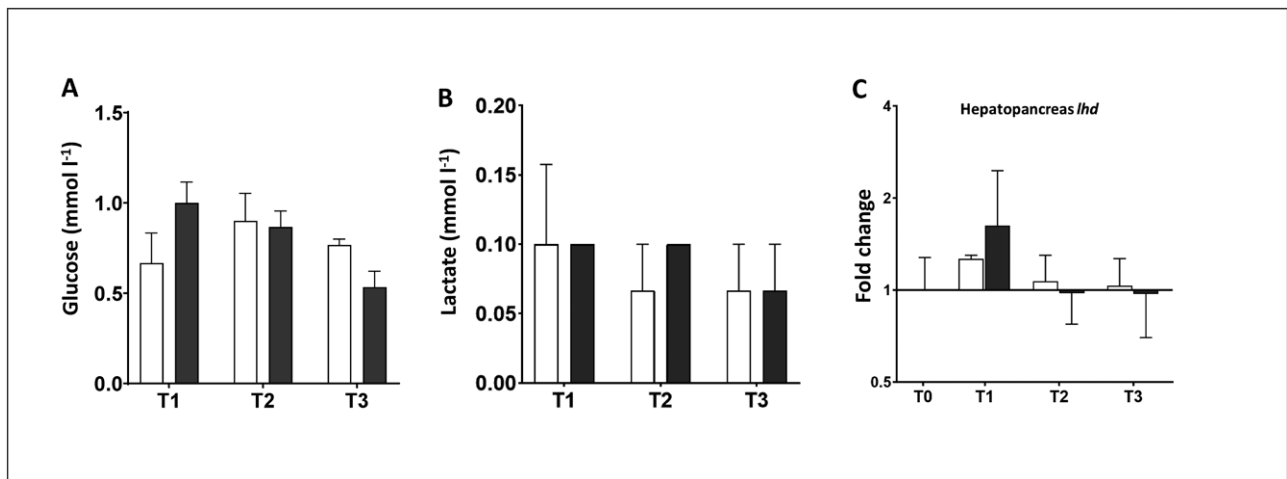 A
Glucose (mmol l⁻¹)
1.5
1.0
0.5
0.0
T1 T2 T3
B
Lactate (mmol l⁻¹)
0.20
0.15
0.10
0.05
0.00
T1 T2 T3
C
Hepatopancreas lhd
Fold change
4
2
1
0.5
T0 T1 T2 T3